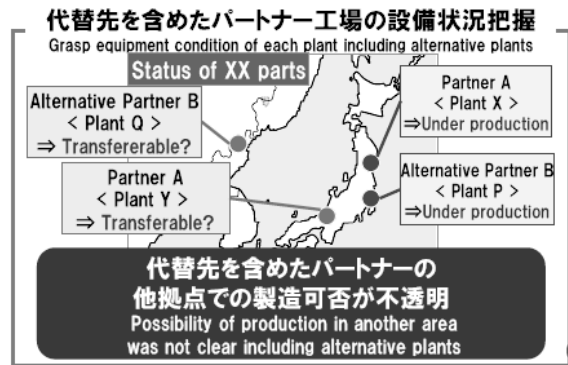 代替先を含めたパートナー工場の設備状況把握
Grasp equipment condition of each plant including alternative plants
Status of XX parts
Alternative Partner B
< Plant Q >
⇒ Transfererable?
Partner A
< Plant X >
⇒Under production
Partner A
< Plant Y >
⇒ Transferable?
Alternative Partner B
< Plant P >
⇒Under production
代替先を含めたパートナーの
他拠点での製造可否が不透明
Possibility of production in another area
was not clear including alternative plants